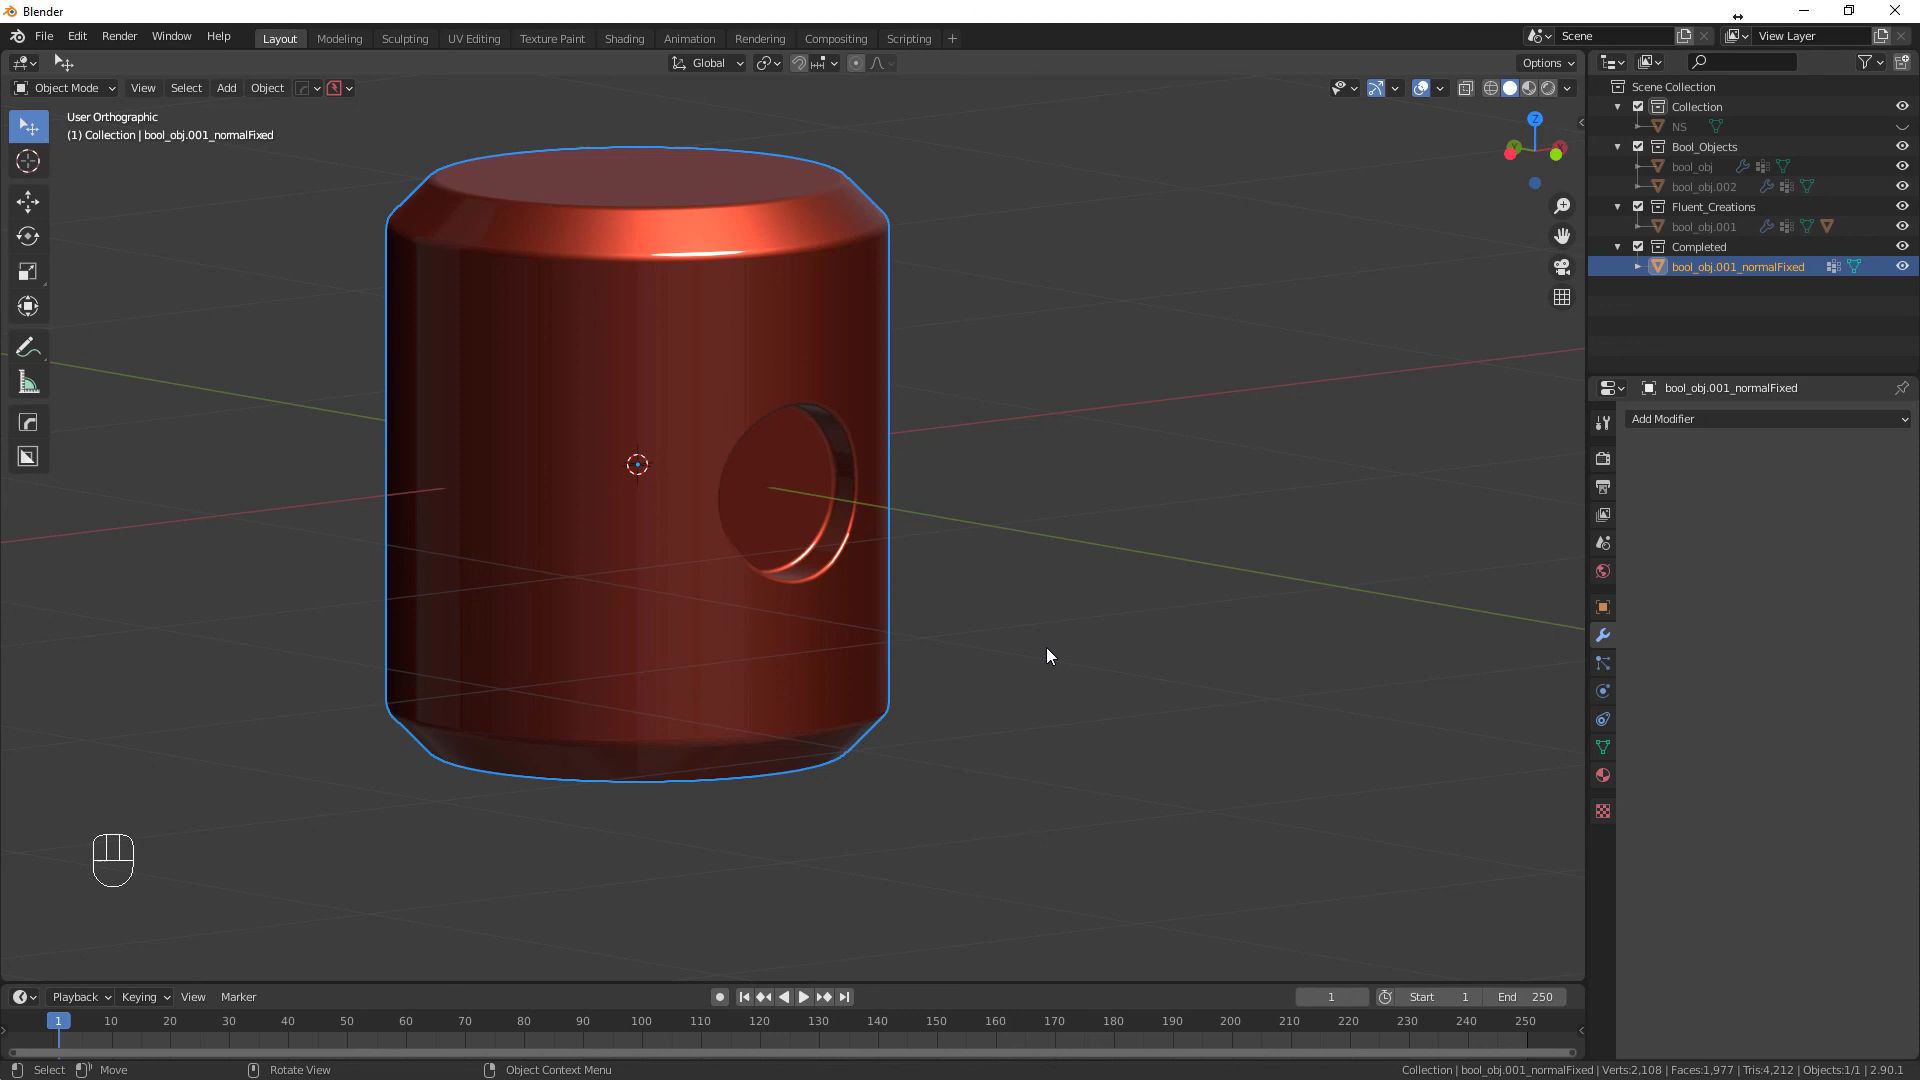 Blender
File Edit Render Window Help Layout Modeling Sculpting UV Editing Texture Paint Shading Animation Rendering Compositing Scripting + Scene View Layer
Global Options
Object Mode View Select Add Object
User Orthographic
(1) Collection | bool_obj.001_normalFixed
Z
Scene Collection
Collection
NS
Bool_Objects
bool_obj
bool_obj.002
Fluent_Creations
bool_obj.001
Completed
bool_obj.001_normalFixed
bool_obj.001_normalFixed
Add Modifier
Playback Keying View Marker 1 Start 1 End 250
1 10 20 30 40 50 60 70 80 90 100 110 120 130 140 150 160 170 180 190 200 210 220 230 240 250
Select Move Rotate View Object Context Menu Collection | bool_obj.001_normalFixed | Verts:2,108 | Faces:1,977 | Tris:4,212 | Objects:1/1 | 2.90.1